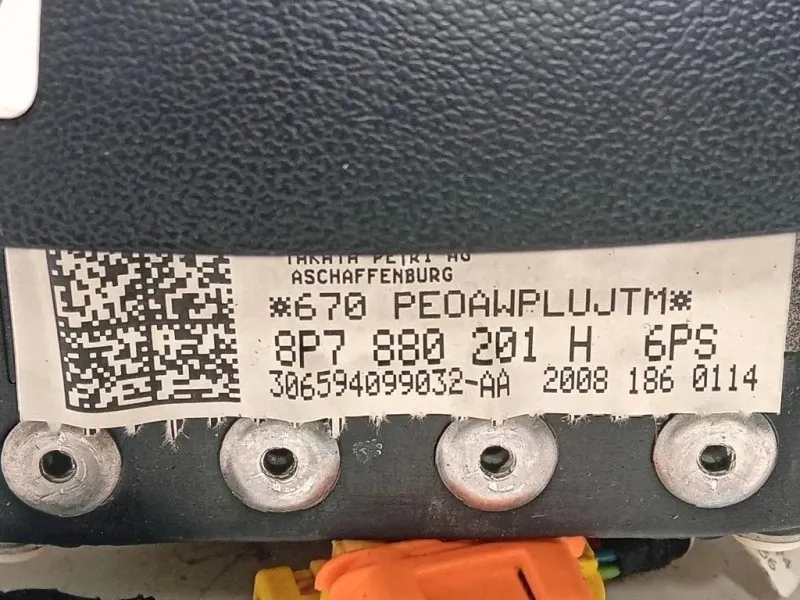 TAKATA PETRI AG
ASCHAFFENBURG
*670 PEOAWPLUJTM*
8P7 880 201 H 6PS
306594099032-AA 2008 186 0114